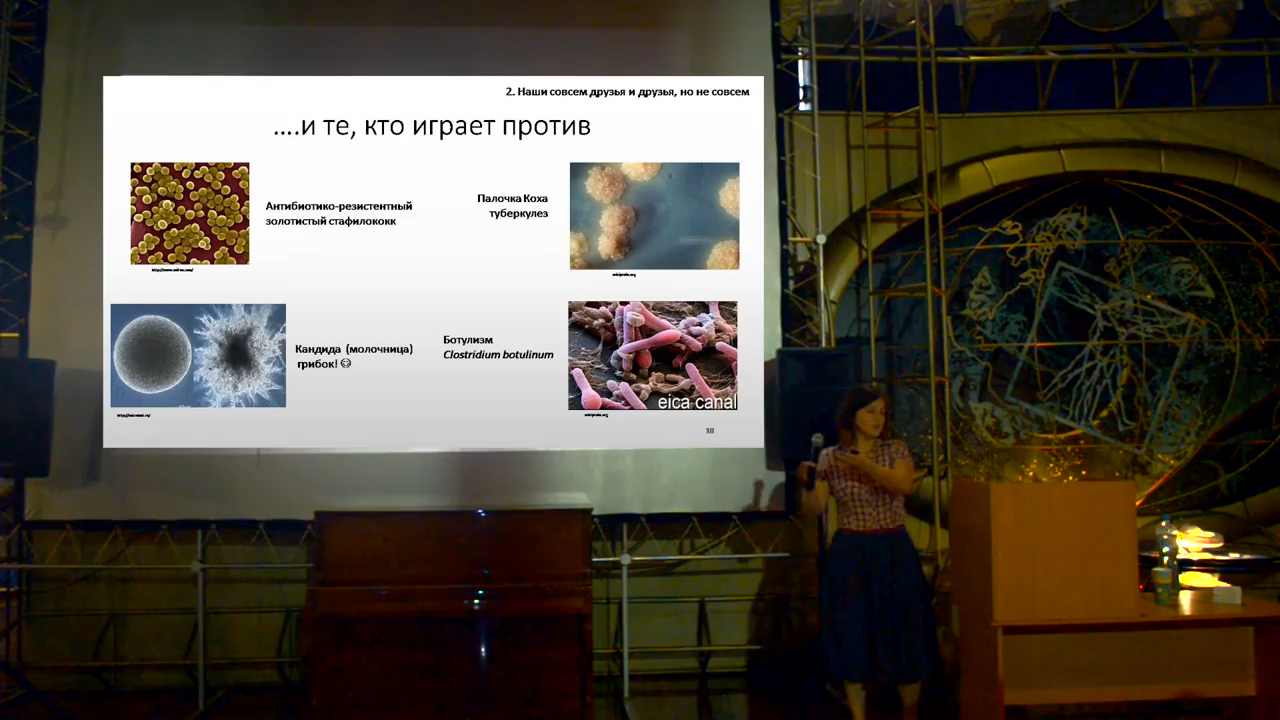 2. Наши совсем друзья и друзья, но не совсем
....и те, кто играет против
Антибиотико-резистентный
золотистый стафилококк
Палочка Коха
туберкулез
Кандида (молочница)
грибок!
Ботулизм
Clostridium botulinum
eica canal
18